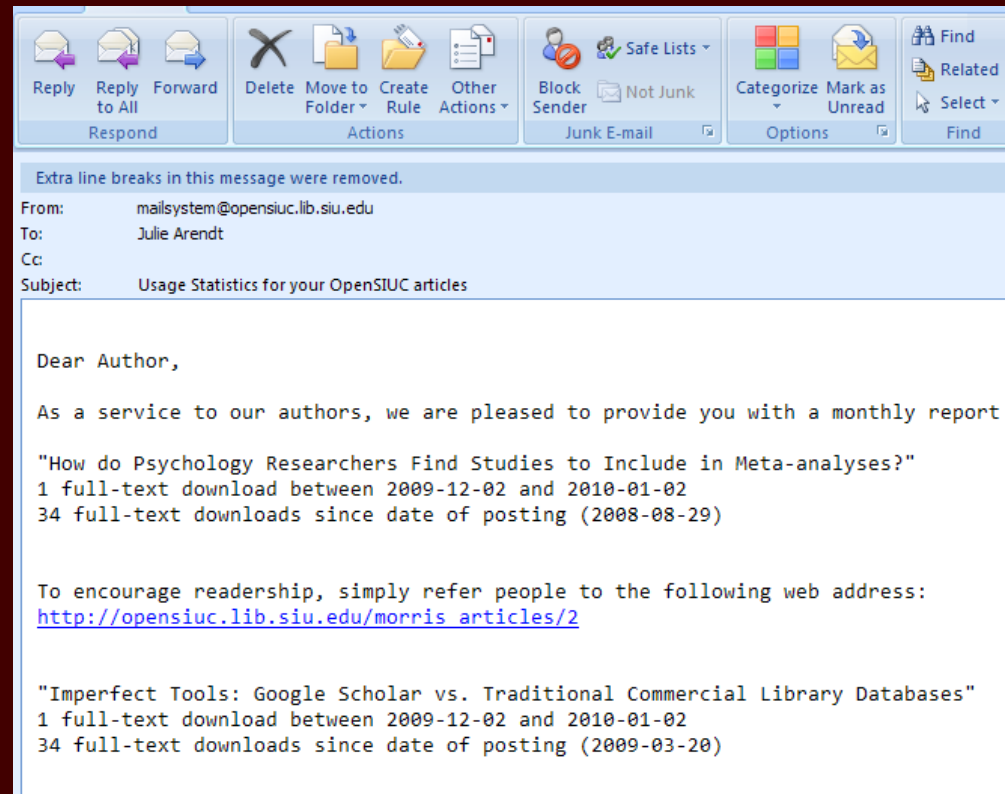 Reply
Reply to All
Forward
Respond
Delete
Move to Folder
Create Rule
Other Actions
Actions
Block Sender
Safe Lists
Not Junk
Junk E-mail
Categorize
Mark as Unread
Options
Find
Related
Select
Find
Extra line breaks in this message were removed.
From: mailsystem@opensiuc.lib.siu.edu
To: Julie Arendt
Cc:
Subject: Usage Statistics for your OpenSIUC articles
Dear Author,
As a service to our authors, we are pleased to provide you with a monthly report
"How do Psychology Researchers Find Studies to Include in Meta-analyses?"
1 full-text download between 2009-12-02 and 2010-01-02
34 full-text downloads since date of posting (2008-08-29)
To encourage readership, simply refer people to the following web address:
http://opensiuc.lib.siu.edu/morris_articles/2
"Imperfect Tools: Google Scholar vs. Traditional Commercial Library Databases"
1 full-text download between 2009-12-02 and 2010-01-02
34 full-text downloads since date of posting (2009-03-20)